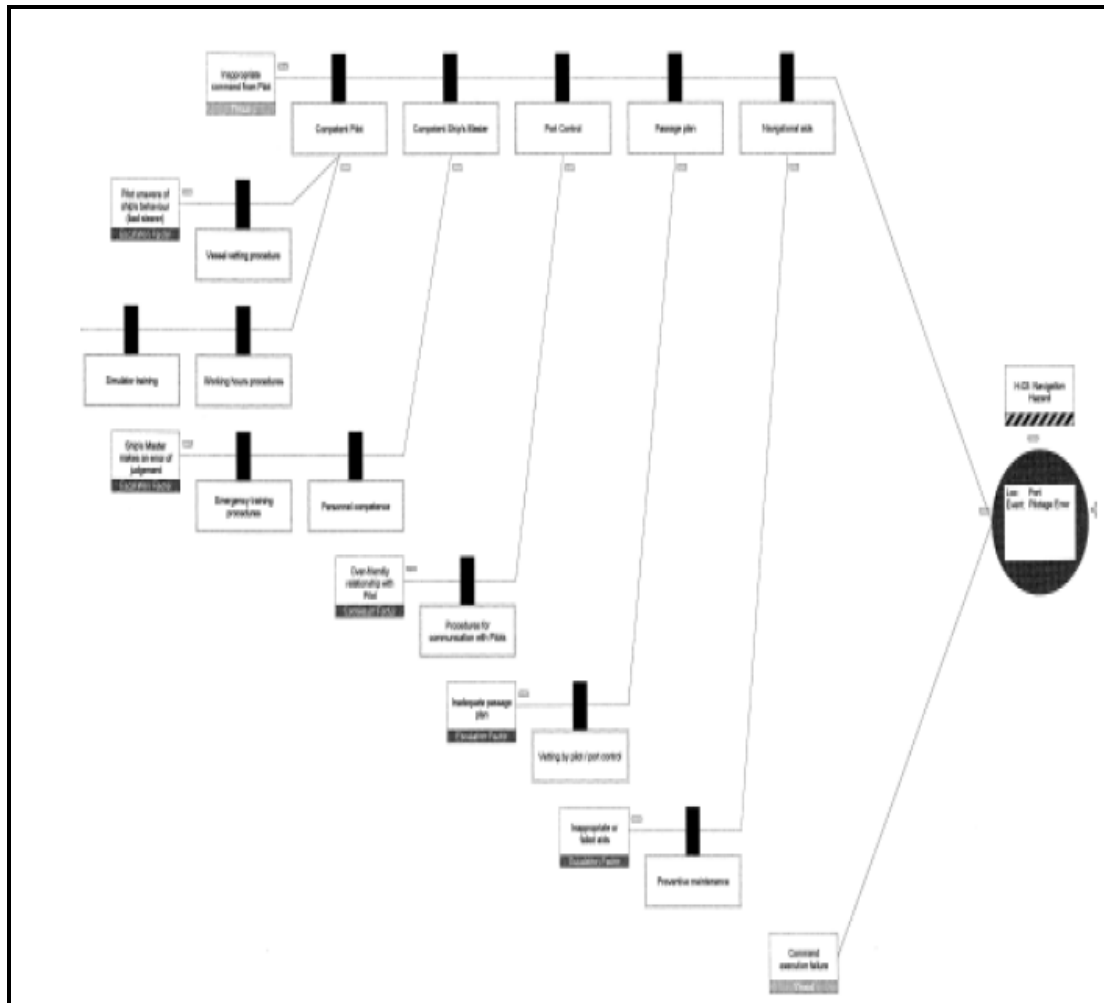 Inappropriate
command from Pilot
Threat
Competent Pilot
Competent Ship's Master
Port Control
Passage plan
Navigational aids
Pilot unaware of
ship's behaviour
(bad steerer)
Escalation Factor
Vessel vetting procedure
Simulator training
Working hours procedures
Ship's Master
makes an error of
judgement
Escalation Factor
Emergency training
procedures
Personnel competence
Over-friendly
relationship with
Pilot
Escalation Factor
Procedures for
communication with Pilots
Inadequate passage
plan
Escalation Factor
Vetting by pilot / port control
Inappropriate or
failed aids
Escalation Factor
Preventive maintenance
Command
execution failure
Threat
Navigation
Hazard
Loc: Port
Event: Pilotage Error